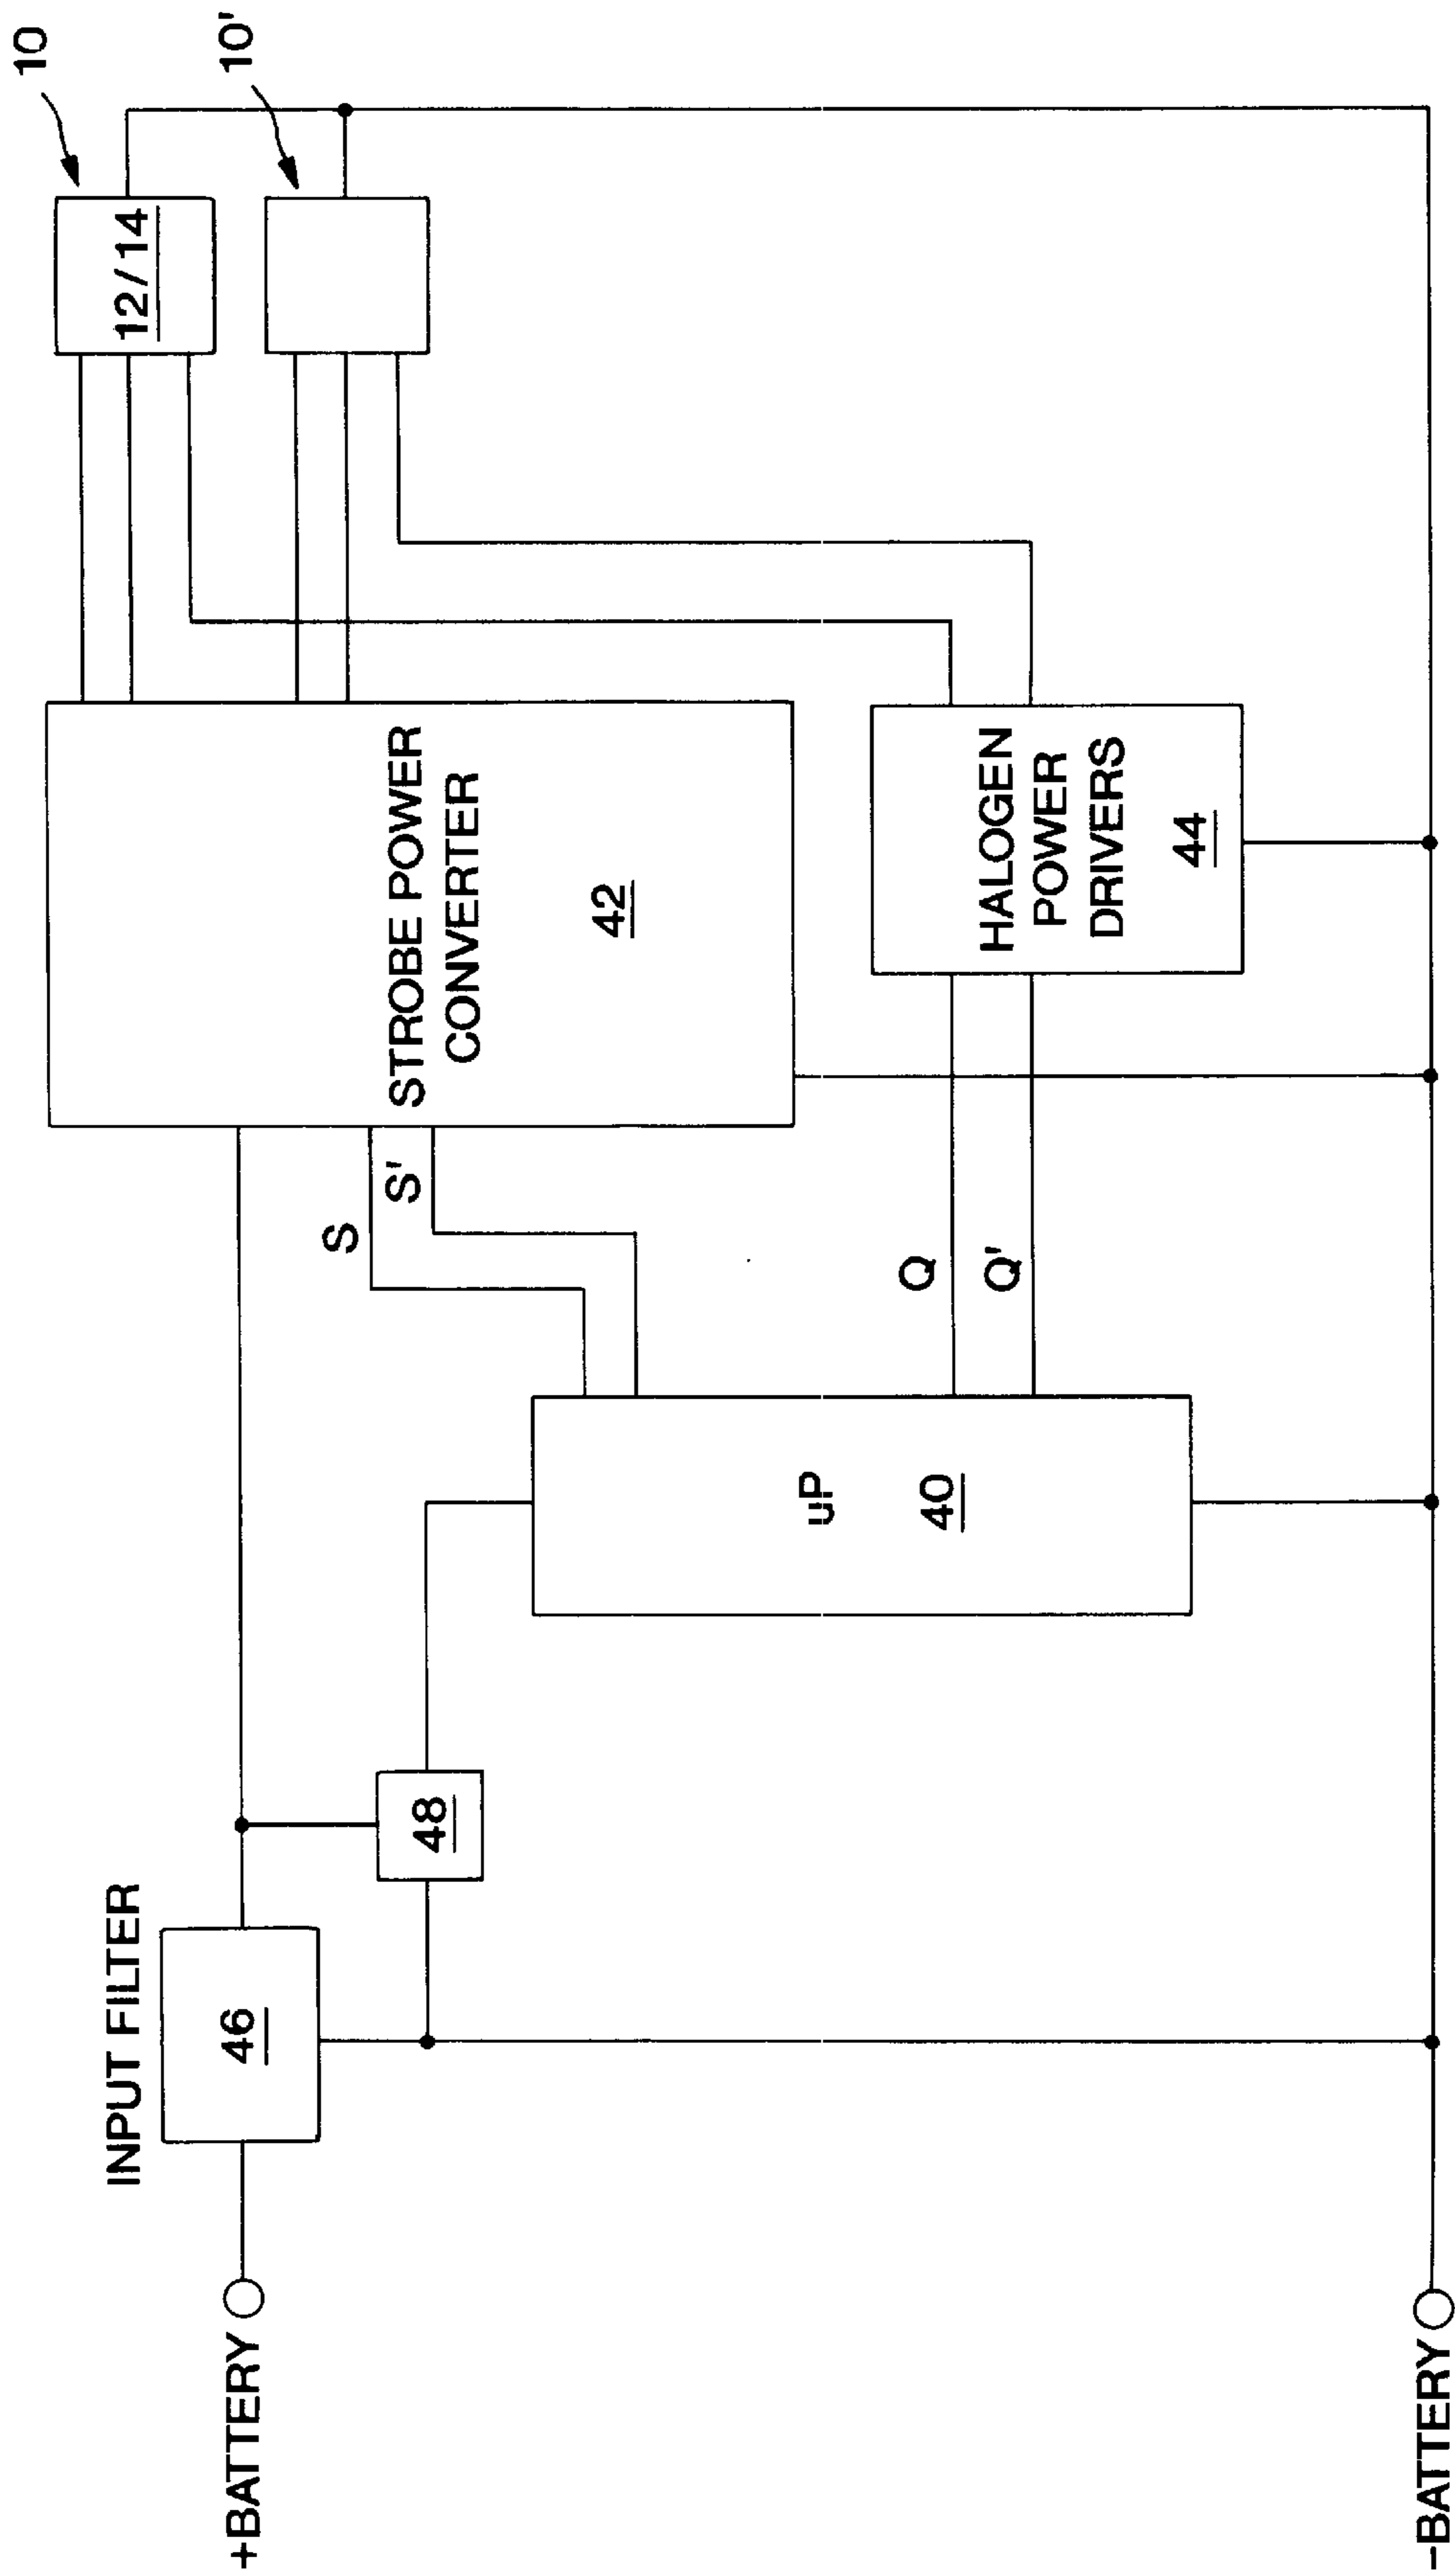 10
10'
12/14
STROBE POWER
CONVERTER
42
HALOGEN
POWER
DRIVERS
44
S
S'
Q
Q'
uP
40
48
INPUT FILTER
46
+BATTERY
-BATTERY